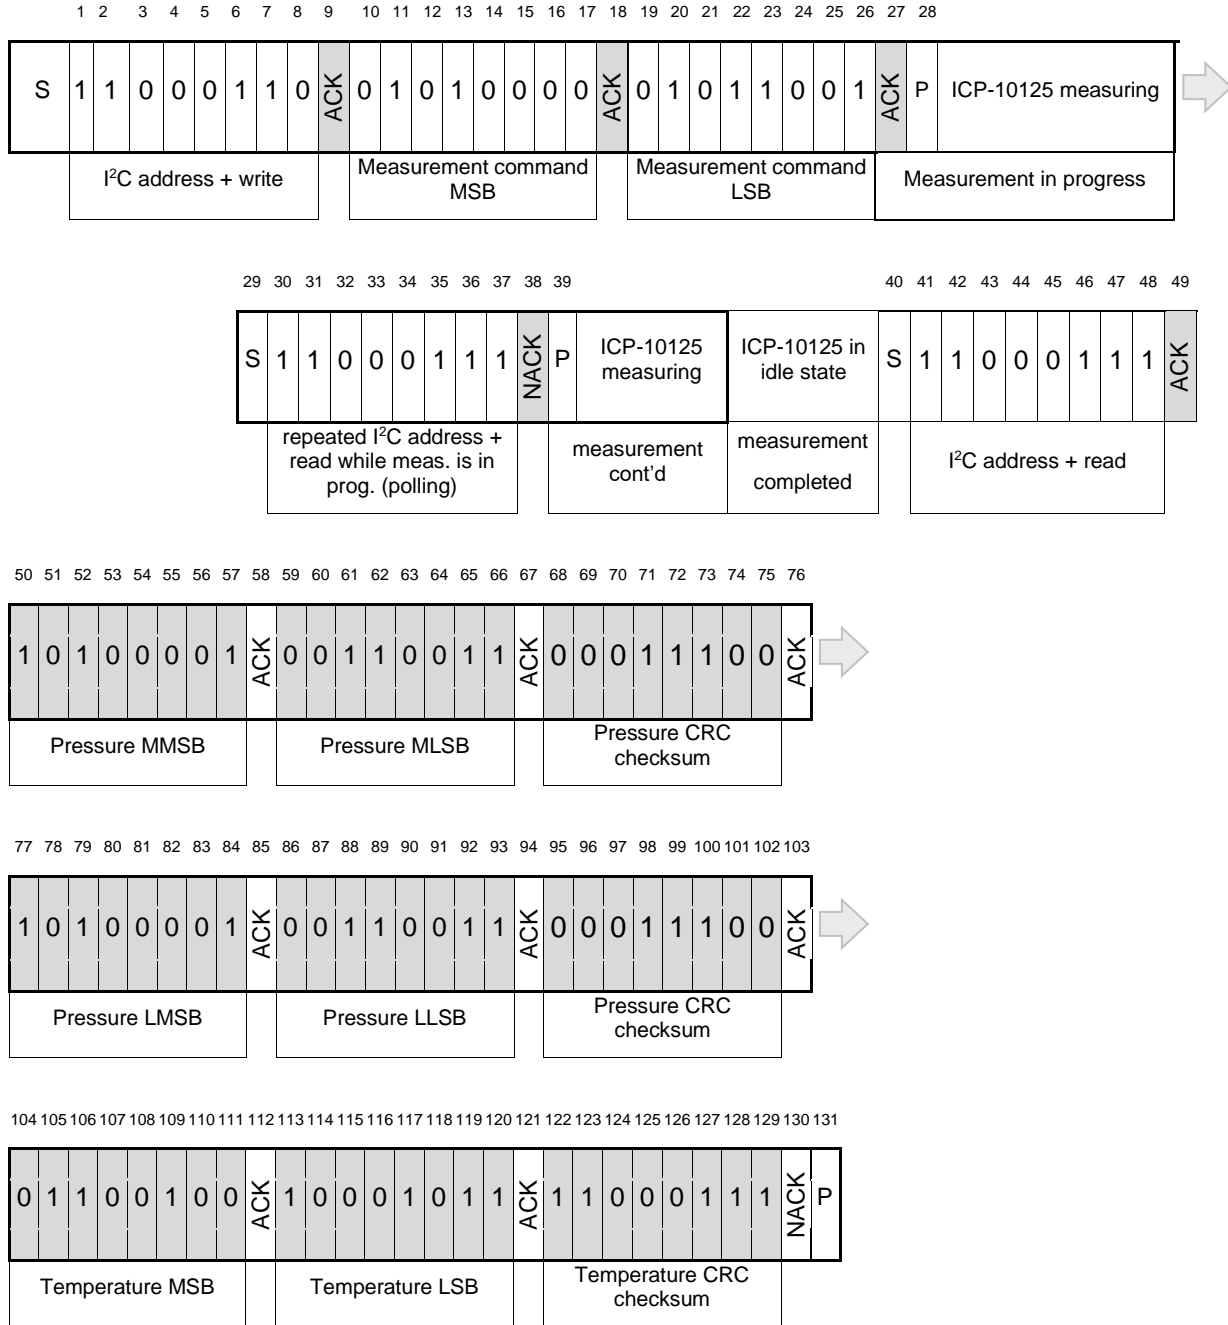 1 2 3 4 5 6 7 8 9 10 11 12 13 14 15 16 17 18 19 20 21 22 23 24 25 26 27 28
S 1 1 0 0 0 1 1 0 ACK 0 1 0 1 0 0 0 0 ACK 0 1 0 1 1 0 0 1 ACK P ICP-10125 measuring
I²C address + write
Measurement command
MSB
Measurement command
LSB
Measurement in progress
29 30 31 32 33 34 35 36 37 38 39 40 41 42 43 44 45 46 47 48 49
S 1 1 0 0 0 1 1 1 NACK P
ICP-10125
measuring
ICP-10125 in
idle state
S 1 1 0 0 0 1 1 1 ACK
repeated I²C address +
read while meas. is in
prog. (polling)
measurement
cont'd
measurement
completed
I²C address + read
50 51 52 53 54 55 56 57 58 59 60 61 62 63 64 65 66 67 68 69 70 71 72 73 74 75 76
1 0 1 0 0 0 0 1 ACK 0 0 1 1 0 0 1 1 ACK 0 0 0 1 1 1 0 0 ACK
Pressure MMSB
Pressure MLSB
Pressure CRC
checksum
77 78 79 80 81 82 83 84 85 86 87 88 89 90 91 92 93 94 95 96 97 98 99 100 101 102 103
1 0 1 0 0 0 0 1 ACK 0 0 1 1 0 0 1 1 ACK 0 0 0 1 1 1 0 0 ACK
Pressure LMSB
Pressure LLSB
Pressure CRC
checksum
104 105 106 107 108 109 110 111 112 113 114 115 116 117 118 119 120 121 122 123 124 125 126 127 128 129 130 131
0 1 1 0 0 1 0 0 ACK 1 0 0 0 1 0 1 1 ACK 1 1 0 0 0 1 1 1 NACK P
Temperature MSB
Temperature LSB
Temperature CRC
checksum